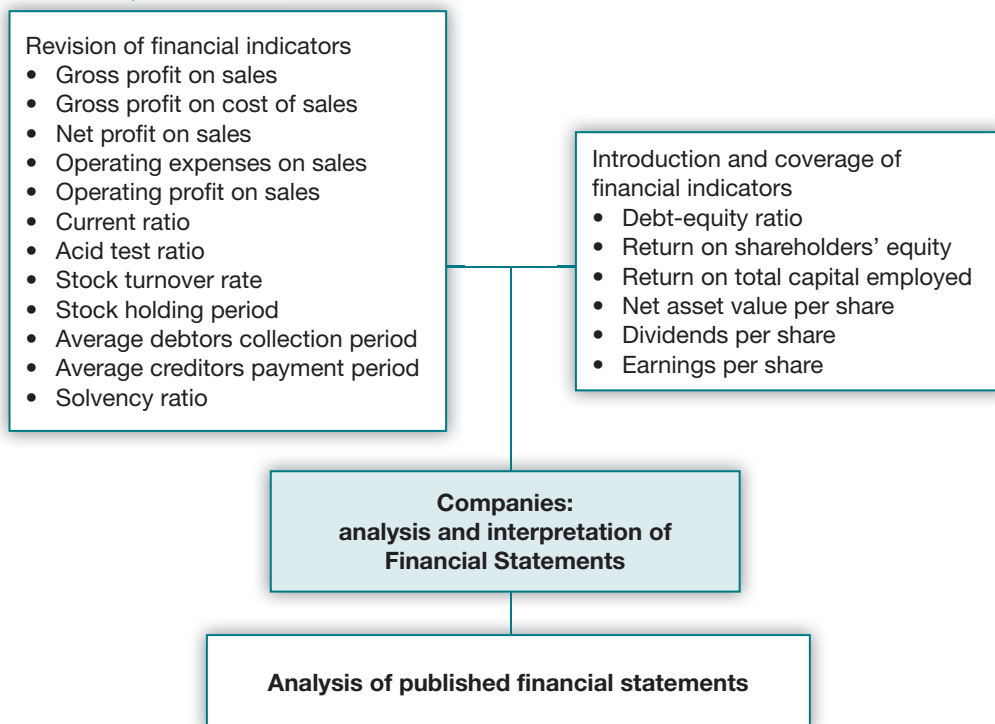 Revision of financial indicators
• Gross profit on sales
• Gross profit on cost of sales
• Net profit on sales
• Operating expenses on sales
• Operating profit on sales
• Current ratio
• Acid test ratio
• Stock turnover rate
• Stock holding period
• Average debtors collection period
• Average creditors payment period
• Solvency ratio
Introduction and coverage of
financial indicators
• Debt-equity ratio
• Return on shareholders’ equity
• Return on total capital employed
• Net asset value per share
• Dividends per share
• Earnings per share
Companies:
analysis and interpretation of
Financial Statements
Analysis of published financial statements